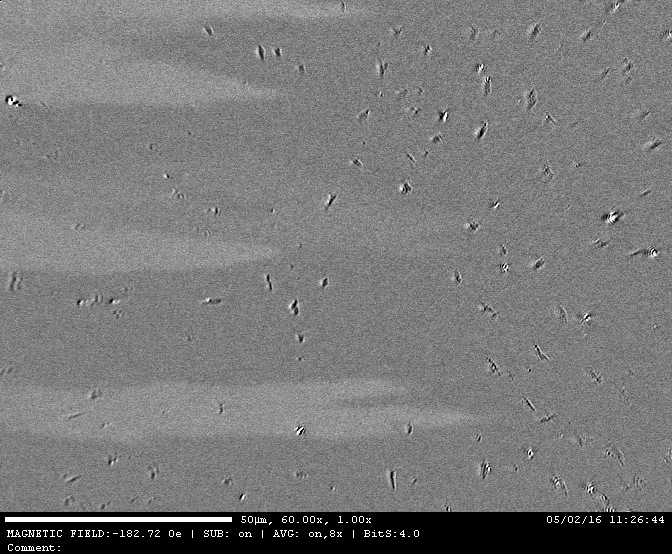 50µm, 60.00x, 1.00x 05/02/16 11:26:44
MAGNETIC FIELD:-182.72 Oe | SUB: on | AVG: on,8x | BitS:4.0
Comment: